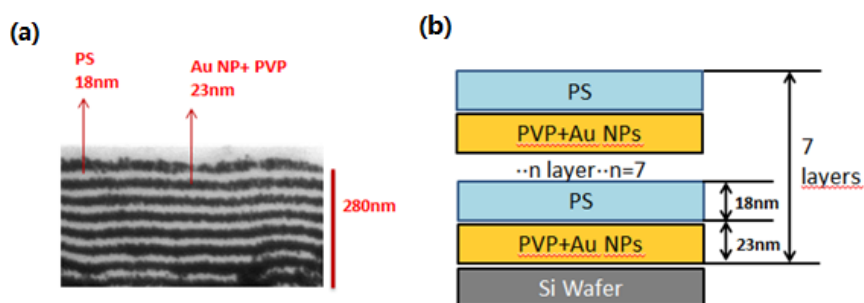 (a)
PS
18nm
Au NP+ PVP
23nm
280nm
(b)
PS
PVP+Au NPs
··n layer··n=7
PS
PVP+Au NPs
Si Wafer
18nm
23nm
7
layers